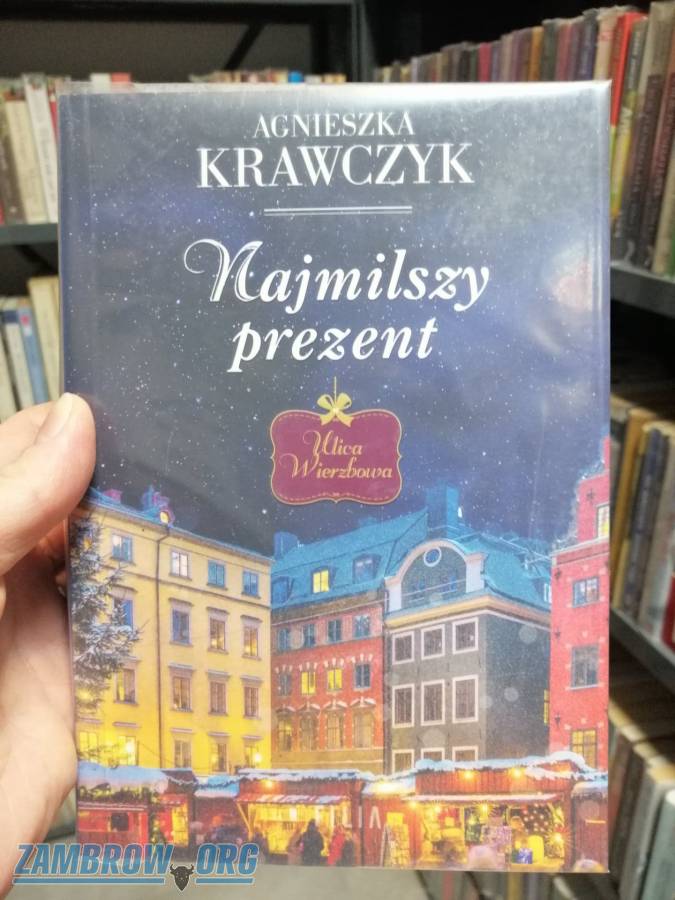 AGNIESZKA
KRAWCZYK
Najmilszy
prezent
Ulica
Wierzbowa
ZAMBROW.ORG